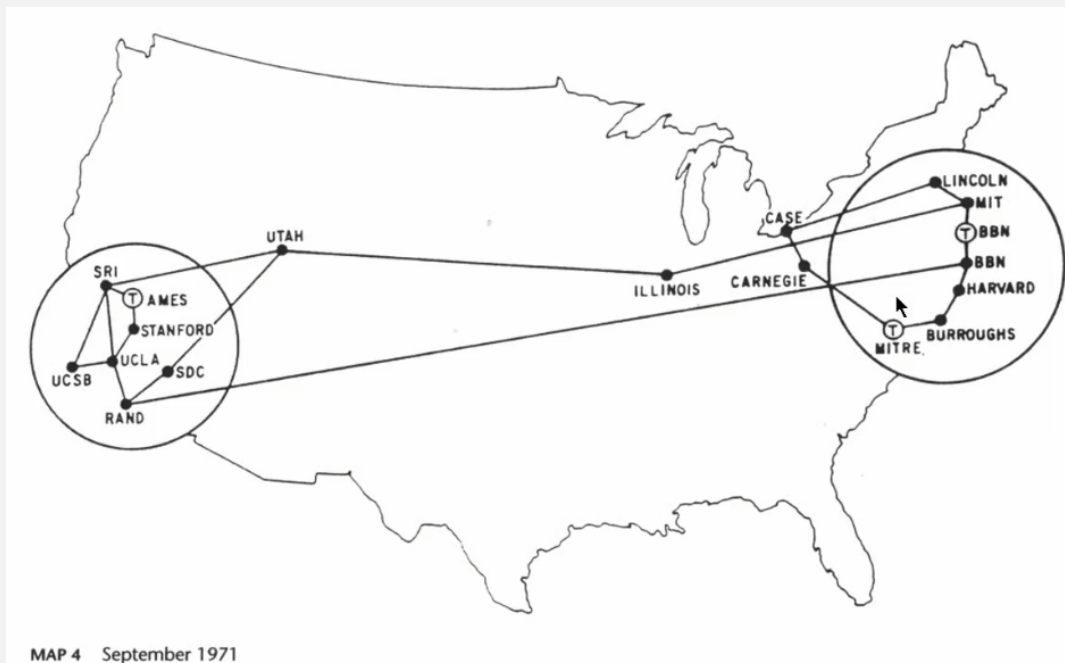 LINCOLN
MIT
CASE
T BBN
UTAH
BBN
SRI
ILLINOIS
CARNEGIE
HARVARD
T AMES
STANFORD
T
BURROUGHS
MITRE
UCLA
SDC
UCSB
RAND
MAP 4 September 1971